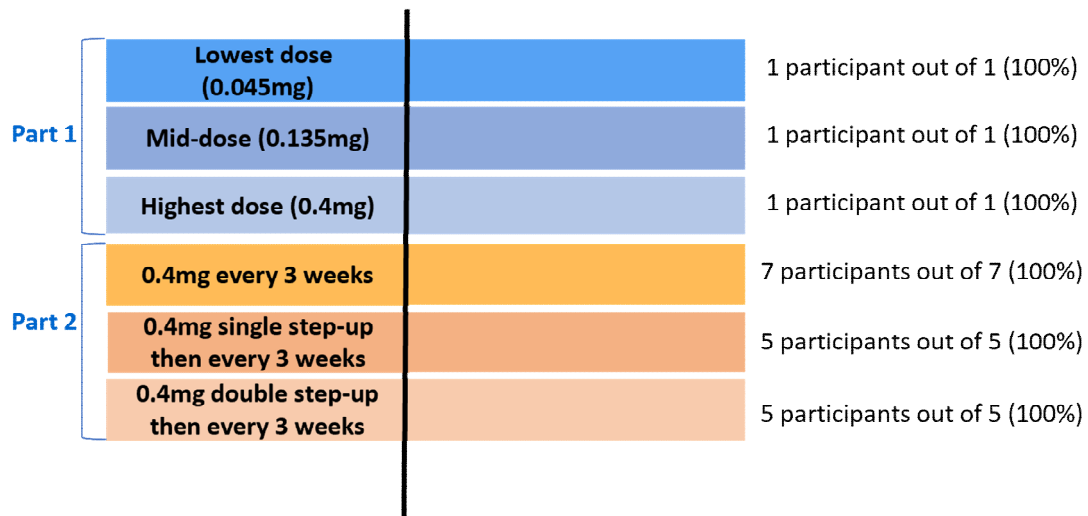 Part 1
Lowest dose
(0.045mg)
1 participant out of 1 (100%)
Mid-dose (0.135mg)
1 participant out of 1 (100%)
Highest dose (0.4mg)
1 participant out of 1 (100%)
Part 2
0.4mg every 3 weeks
7 participants out of 7 (100%)
0.4mg single step-up
then every 3 weeks
5 participants out of 5 (100%)
0.4mg double step-up
then every 3 weeks
5 participants out of 5 (100%)